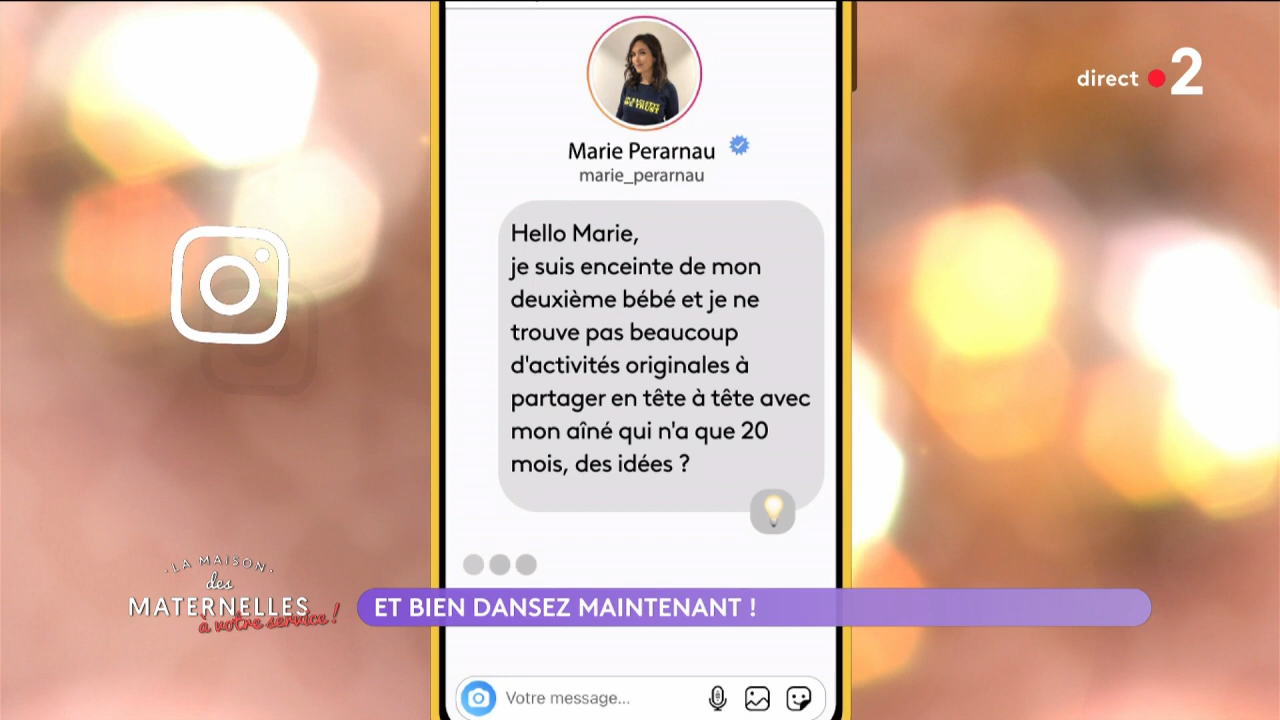 direct 2
Marie Perarnau
marie_perarnau
Hello Marie,
je suis enceinte de mon
deuxième bébé et je ne
trouve pas beaucoup
d'activités originales à
partager en tête à tête avec
mon aîné qui n'a que 20
mois, des idées ?
·LA MAISON·
des
MATERNELLES
à votre service !
ET BIEN DANSEZ MAINTENANT !
Votre message...